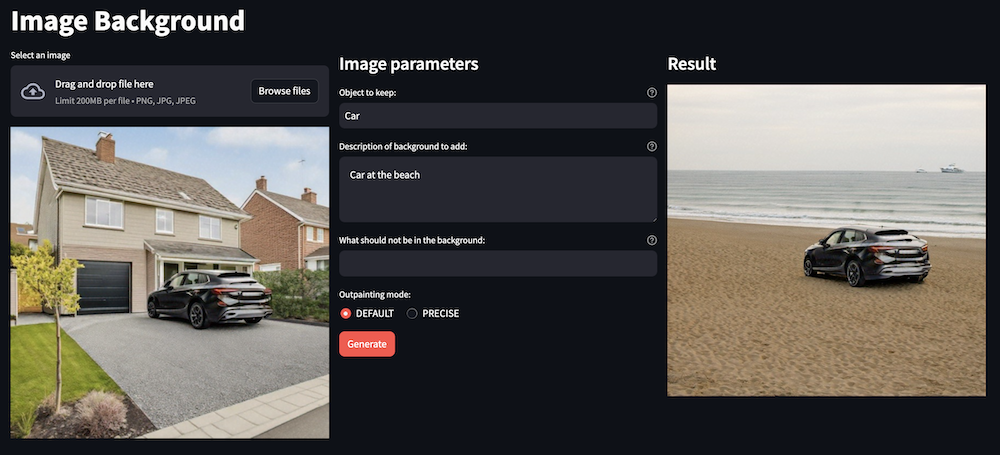 Image Background
Select an image
Drag and drop file here
Limit 200MB per file • PNG, JPG, JPEG
Browse files
Image parameters
Object to keep:
Car
Description of background to add:
Car at the beach
What should not be in the background:
Outpainting mode:
DEFAULT PRECISE
Generate
Result